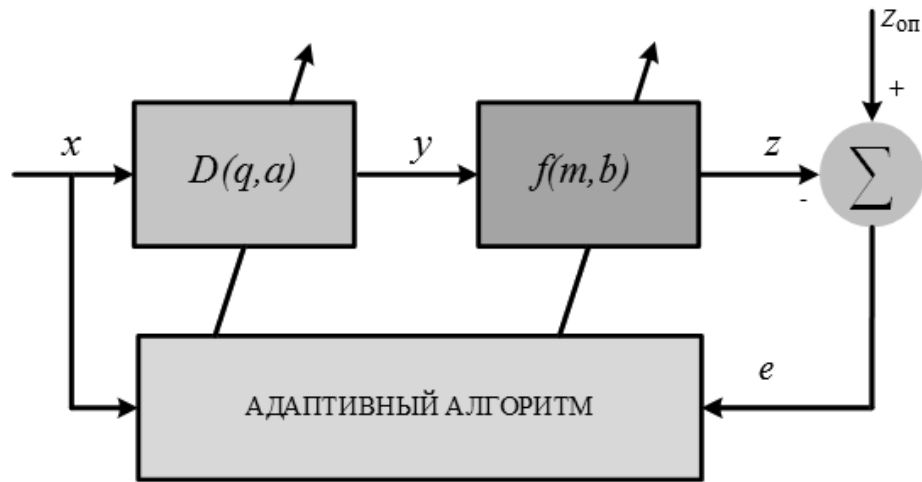 zоп
+
x
D(q,a)
y
f(m,b)
z
-
∑
e
АДАПТИВНЫЙ АЛГОРИТМ